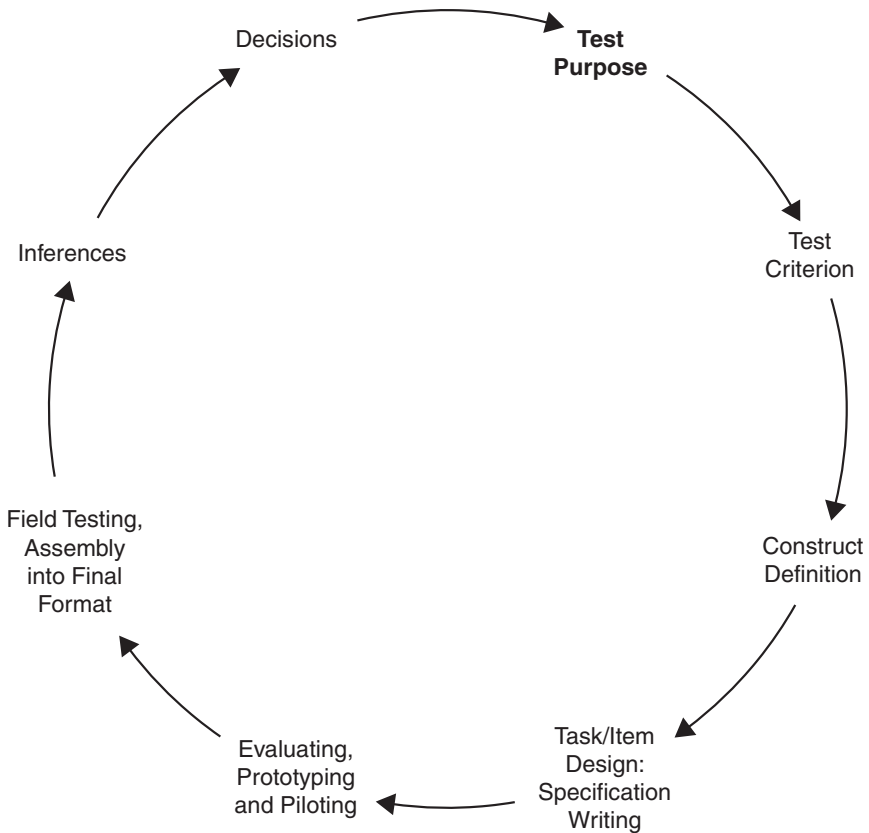 Decisions
Test
Purpose
Test
Criterion
Construct
Definition
Task/Item
Design:
Specification
Writing
Evaluating,
Prototyping
and Piloting
Field Testing,
Assembly
into Final
Format
Inferences